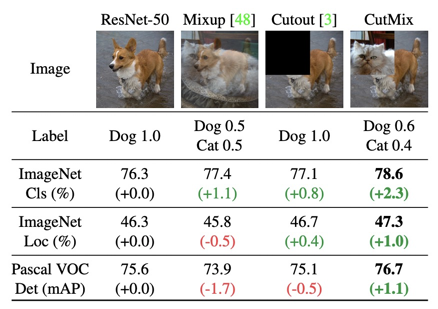 ResNet-50 Mixup [48] Cutout [3] CutMix
Image
Label Dog 1.0 Dog 0.5 Cat 0.5 Dog 1.0 Dog 0.6 Cat 0.4
ImageNet 76.3 77.4 77.1 78.6
Cls (%) (+0.0) (+1.1) (+0.8) (+2.3)
ImageNet 46.3 45.8 46.7 47.3
Loc (%) (+0.0) (-0.5) (+0.4) (+1.0)
Pascal VOC 75.6 73.9 75.1 76.7
Det (mAP) (+0.0) (-1.7) (-0.5) (+1.1)